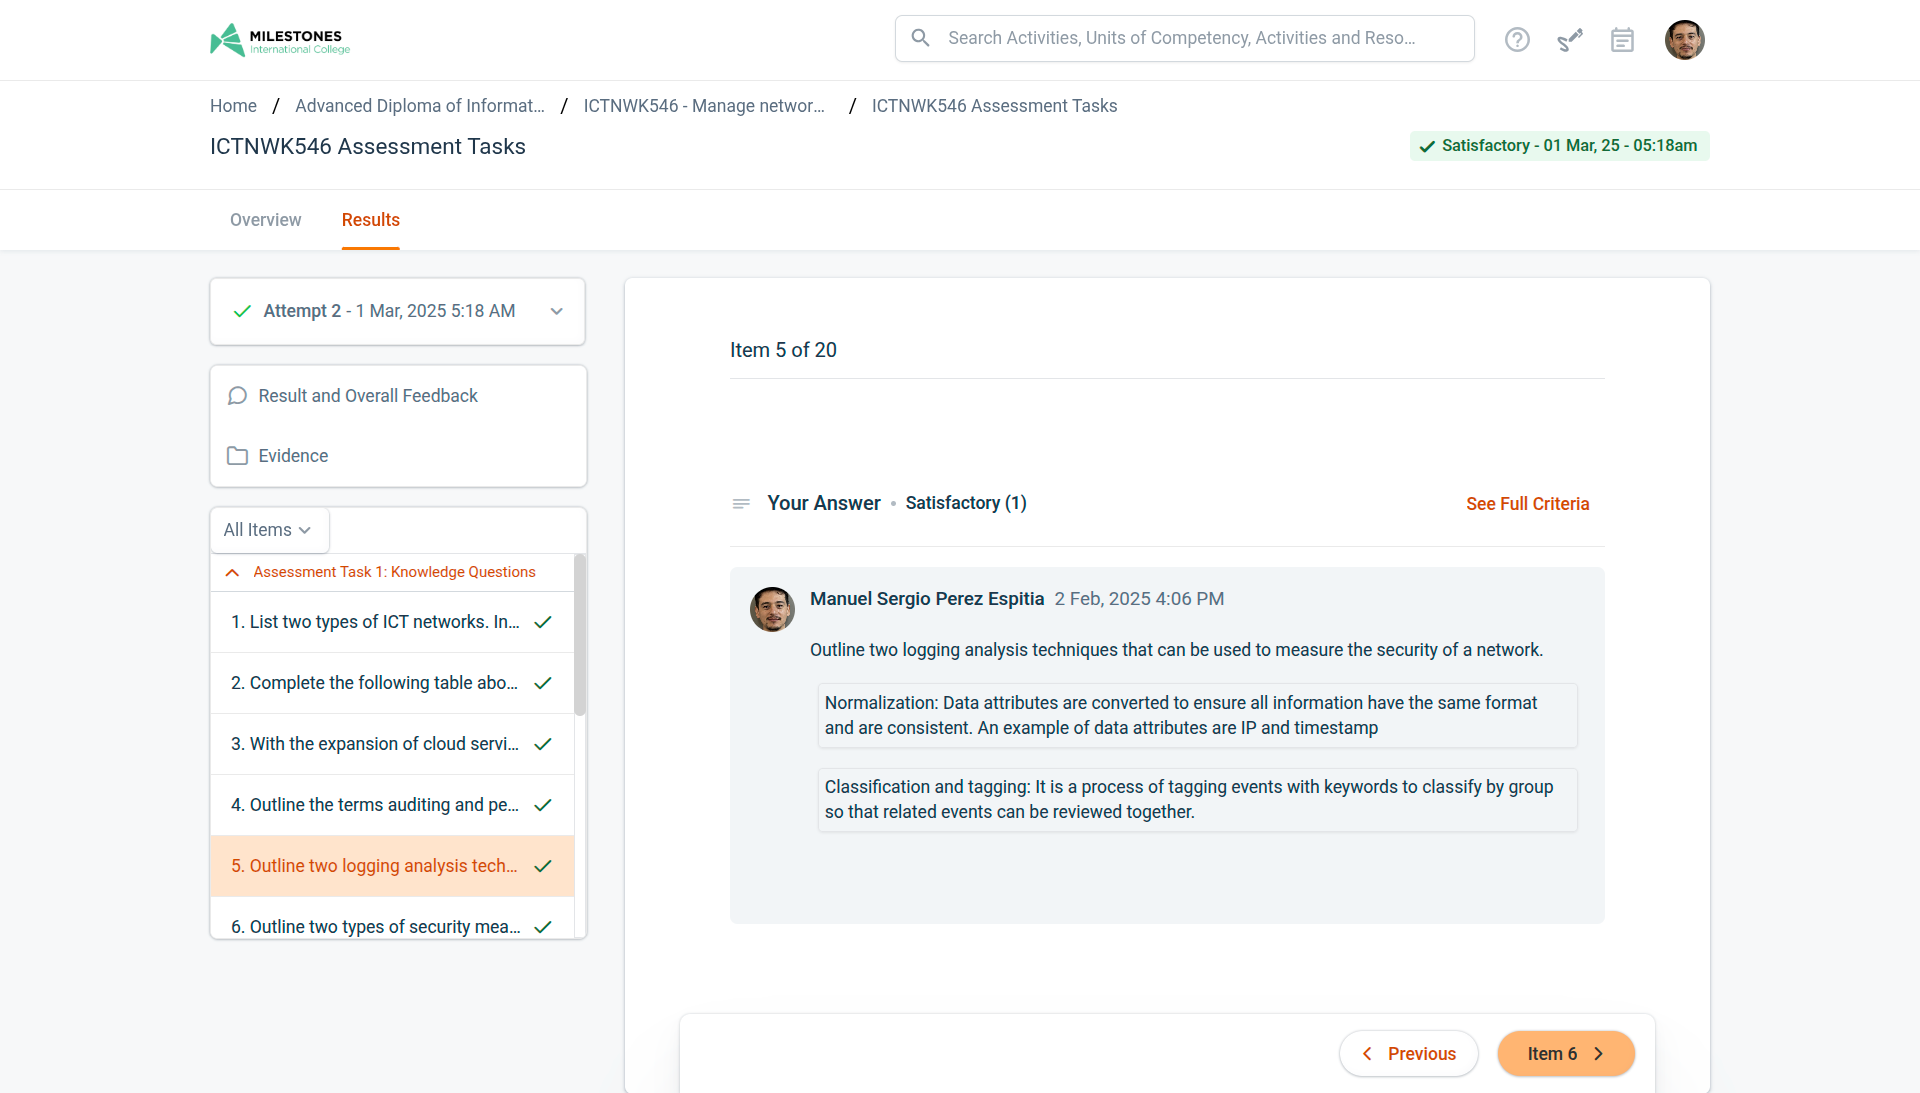 MILESTONES
International College
Search Activities, Units of Competency, Activities and Reso...
Home / Advanced Diploma of Informat... / ICTNWK546 - Manage networ... / ICTNWK546 Assessment Tasks
ICTNWK546 Assessment Tasks
Satisfactory - 01 Mar, 25 - 05:18am
Overview
Results
Attempt 2 - 1 Mar, 2025 5:18 AM
Result and Overall Feedback
Evidence
All Items
Assessment Task 1: Knowledge Questions
1. List two types of ICT networks. In...
2. Complete the following table abo...
3. With the expansion of cloud servi...
4. Outline the terms auditing and pe...
5. Outline two logging analysis tech...
6. Outline two types of security mea...
Item 5 of 20
Your Answer • Satisfactory (1)
See Full Criteria
Manuel Sergio Perez Espitia 2 Feb, 2025 4:06 PM
Outline two logging analysis techniques that can be used to measure the security of a network.
Normalization: Data attributes are converted to ensure all information have the same format
and are consistent. An example of data attributes are IP and timestamp
Classification and tagging: It is a process of tagging events with keywords to classify by group
so that related events can be reviewed together.
Previous
Item 6